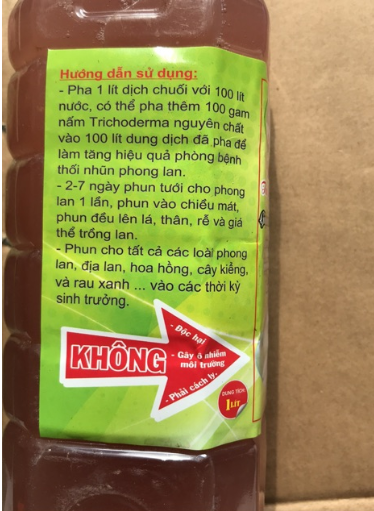 Hướng dẫn sử dụng:
- Pha 1 lít dịch chuối với 100 lít
nước, có thể pha thêm 100 gam
nấm Trichoderma nguyên chất
vào 100 lít dung dịch đã pha để
làm tăng hiệu quả phòng bệnh
thối nhũn phong lan.
- 2-7 ngày phun tưới cho phong
lan 1 lần, phun vào chiều mát,
phun đều lên lá, thân, rễ và giá
thể trồng lan.
- Phun cho tất cả các loài phong
lan, địa lan, hoa hồng, cây kiểng,
và rau xanh ... vào các thời kỳ
sinh trưởng.
KHÔNG
- Độc hại
- Gây ô nhiễm
môi trường
- Phải cách ly.
DUNG TÍCH
1 LÍT